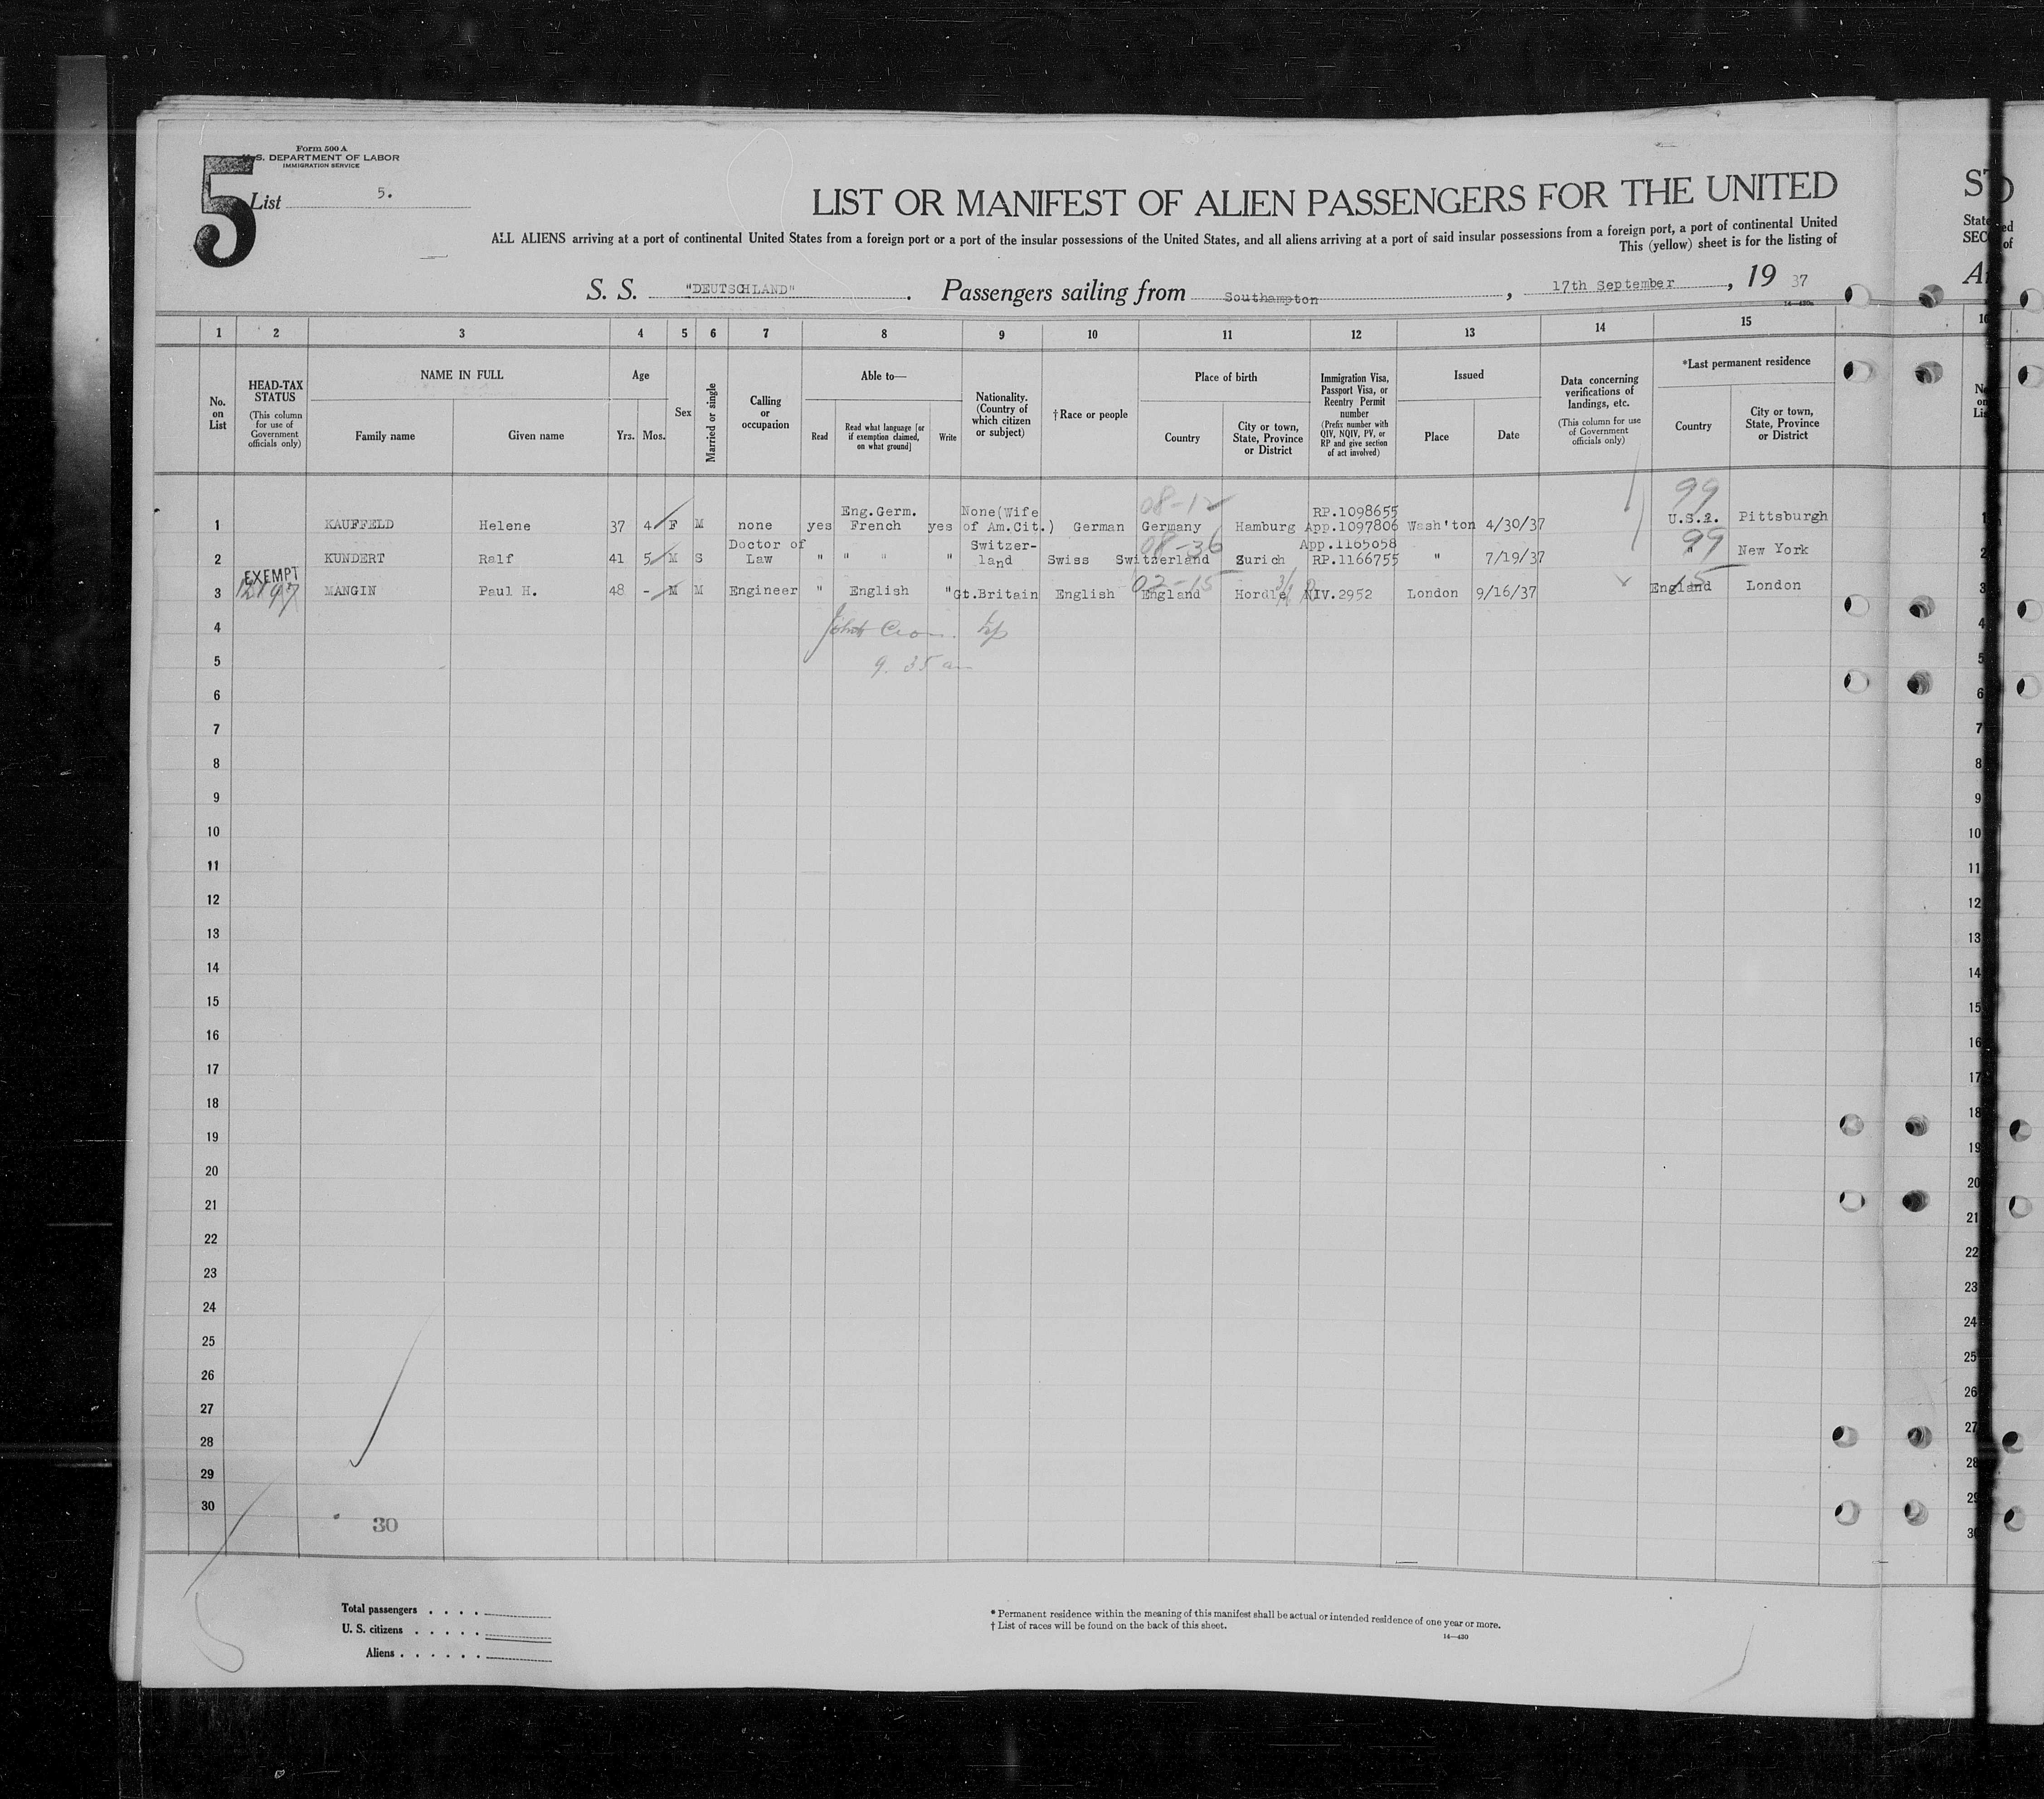 Form 500 A
U. S. DEPARTMENT OF LABOR
IMMIGRATION SERVICE
5
List 5.
LIST OR MANIFEST OF ALIEN PASSENGERS FOR THE UNITED
ALL ALIENS arriving at a port of continental United States from a foreign port or a port of the insular possessions of the United States, and all aliens arriving at a port of said insular possessions from a foreign port, a port of continental United
This (yellow) sheet is for the listing of
S. S. "DEUTSCHLAND". Passengers sailing from Southampton, 17th September, 19 37
14—430a
1 2 3 4 5 6 7 8 9 10 11 12 13 14 15
No. on List
HEAD-TAX STATUS (This column for use of Government officials only)
NAME IN FULL
Family name Given name
Age
Yrs. Mos.
Sex
Married or single
Calling or occupation
Able to—
Read Read what language [or if exemption claimed, on what ground] Write
Nationality. (Country of which citizen or subject)
†Race or people
Place of birth
Country City or town, State, Province or District
Immigration Visa, Passport Visa, or Reentry Permit number (Prefix number with QIV, NQIV, PV, or RP and give section of act involved)
Issued
Place Date
Data concerning verifications of landings, etc. (This column for use of Government officials only)
*Last permanent residence
Country City or town, State, Province or District
08-12 99
Eng.Germ. None(Wife RP.1098655
1 KAUFFELD Helene 37 4 F M none yes French yes of Am.Cit.) German Germany Hamburg App.1097806 Wash'ton 4/30/37 U.S.a. Pittsburgh
Doctor of Switzer- 08-36 App.1165058 99
2 KUNDERT Ralf 41 5 M S Law " " " " land Swiss Switzerland Zurich RP.1166755 " 7/19/37 " New York
EXEMPT 02-15 15
3 MANGIN Paul H. 48 - M M Engineer " English " Gt.Britain English England Hordle IV.2952 London 9/16/37 England London
4
9 35 am
5
6
7
8
9
10
11
12
13
14
15
16
17
18
19
20
21
22
23
24
25
26
27
28
29
30
30
Total passengers
U. S. citizens
Aliens
* Permanent residence within the meaning of this manifest shall be actual or intended residence of one year or more.
† List of races will be found on the back of this sheet.
14—430